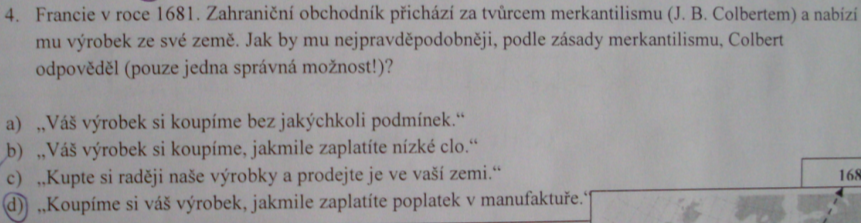 4. Francie v roce 1681. Zahraniční obchodník přichází za tvůrcem merkantilismu (J. B. Colbertem) a nabízí
mu výrobek ze své země. Jak by mu nejpravděpodobněji, podle zásady merkantilismu, Colbert
odpověděl (pouze jedna správná možnost!)?
a) „Váš výrobek si koupíme bez jakýchkoli podmínek.“
b) „Váš výrobek si koupíme, jakmile zaplatíte nízké clo.“
c) „Kupte si raději naše výrobky a prodejte je ve vaší zemi.“
168
d) „Koupíme si váš výrobek, jakmile zaplatíte poplatek v manufaktuře.“